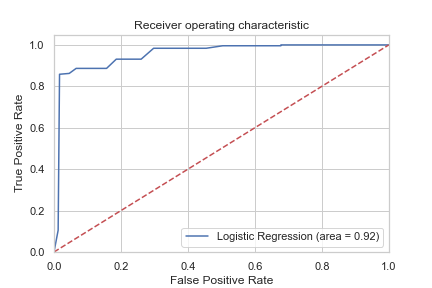 Receiver operating characteristic
True Positive Rate
1.0
0.8
0.6
0.4
0.2
0.0
Logistic Regression (area = 0.92)
0.0 0.2 0.4 0.6 0.8 1.0
False Positive Rate